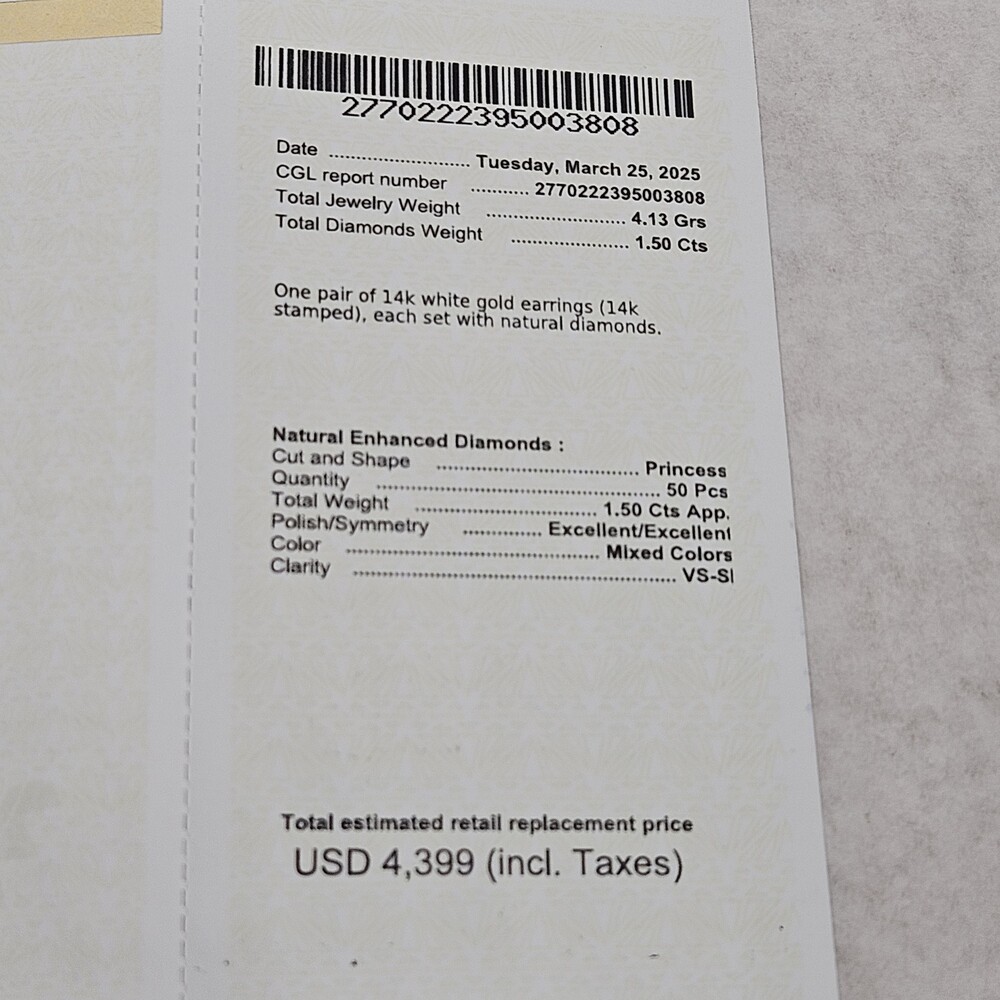 2770222395003808
Date ........................ Tuesday, March 25, 2025
CGL report number ........... 2770222395003808
Total Jewelry Weight ......................... 4.13 Grs
Total Diamonds Weight ...................... 1.50 Cts
One pair of 14k white gold earrings (14k
stamped), each set with natural diamonds.
Natural Enhanced Diamonds :
Cut and Shape ..................................... Princess
Quantity .................................................... 50 Pcs
Total Weight ................................. 1.50 Cts App.
Polish/Symmetry .............. Excellent/Excellent
Color .............................................. Mixed Colors
Clarity ........................................................... VS-SI
Total estimated retail replacement price
USD 4,399 (incl. Taxes)